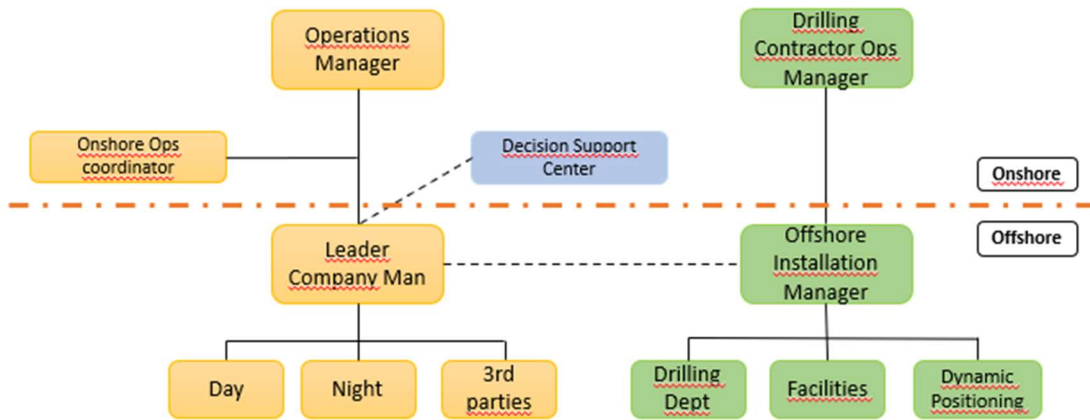 Operations
Manager
Drilling
Contractor Ops
Manager
Onshore Ops
coordinator
Decision Support
Center
Onshore
Offshore
Leader
Company Man
Offshore
Installation
Manager
Day
Night
3rd
parties
Drilling
Dept
Facilities
Dynamic
Positioning